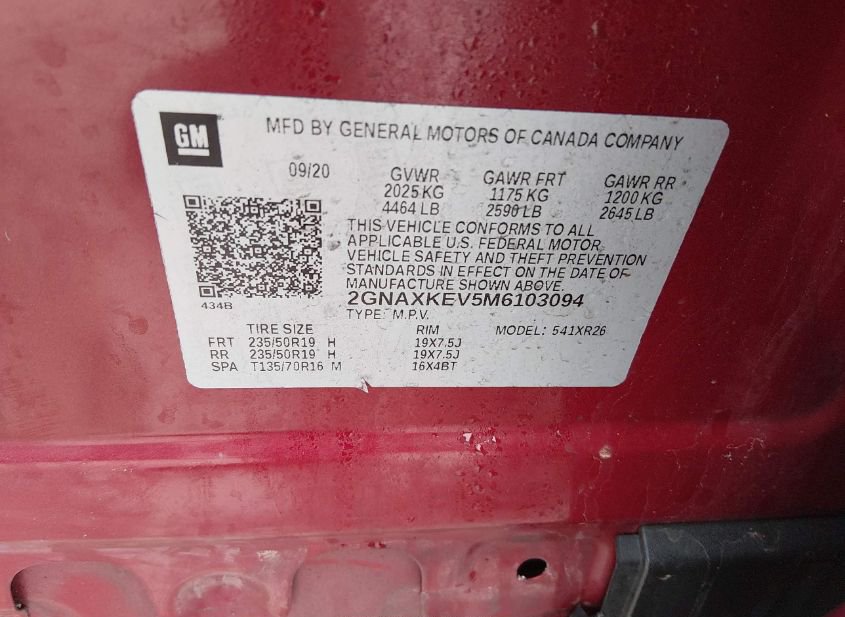 GM
MFD BY GENERAL MOTORS OF CANADA COMPANY
09/20 GVWR GAWR FRT GAWR RR
2025 KG 1175 KG 1200 KG
4464 LB 2590 LB 2645 LB
THIS VEHICLE CONFORMS TO ALL
APPLICABLE U.S. FEDERAL MOTOR
VEHICLE SAFETY AND THEFT PREVENTION
STANDARDS IN EFFECT ON THE DATE OF
MANUFACTURE SHOWN ABOVE.
434B
2GNAXKEV5M6103094
TYPE: M.P.V.
TIRE SIZE RIM MODEL: 541XR26
FRT 235/50R19 H 19X7.5J
RR 235/50R19 H 19X7.5J
SPA T135/70R16 M 16X4BT